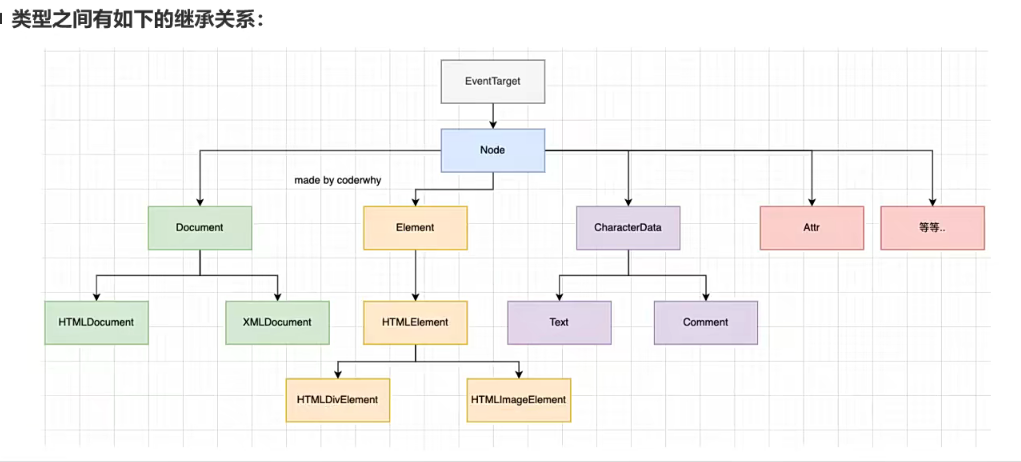 类型之间有如下的继承关系：
EventTarget
Node
made by coderwhy
Document
Element
CharacterData
Attr
等等..
HTMLDocument
XMLDocument
HTMLElement
Text
Comment
HTMLDivElement
HTMLImageElement